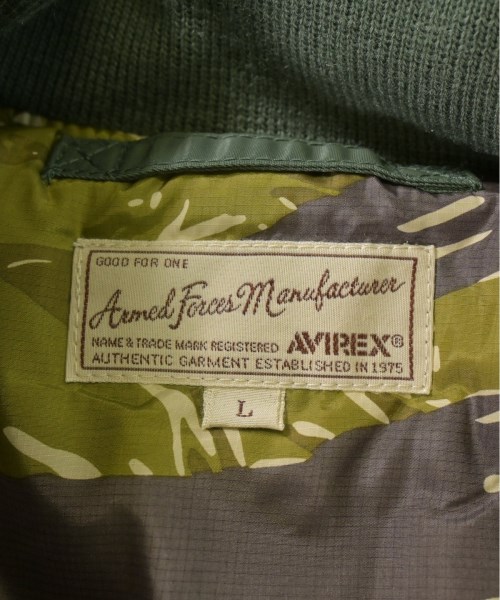 GOOD FOR ONE
Armed Forces Manufacturer
NAME & TRADE MARK REGISTERED AVIREX®
AUTHENTIC GARMENT ESTABLISHED IN 1975
L